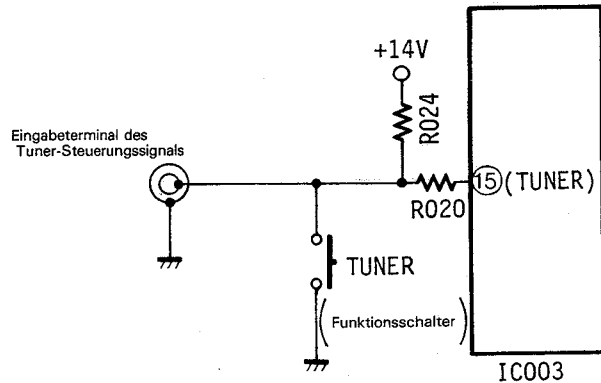 +14V
R024
Eingabeterminal des
Tuner-Steuerungssignals
R020
15 (TUNER)
TUNER
(Funktionsschalter)
IC003